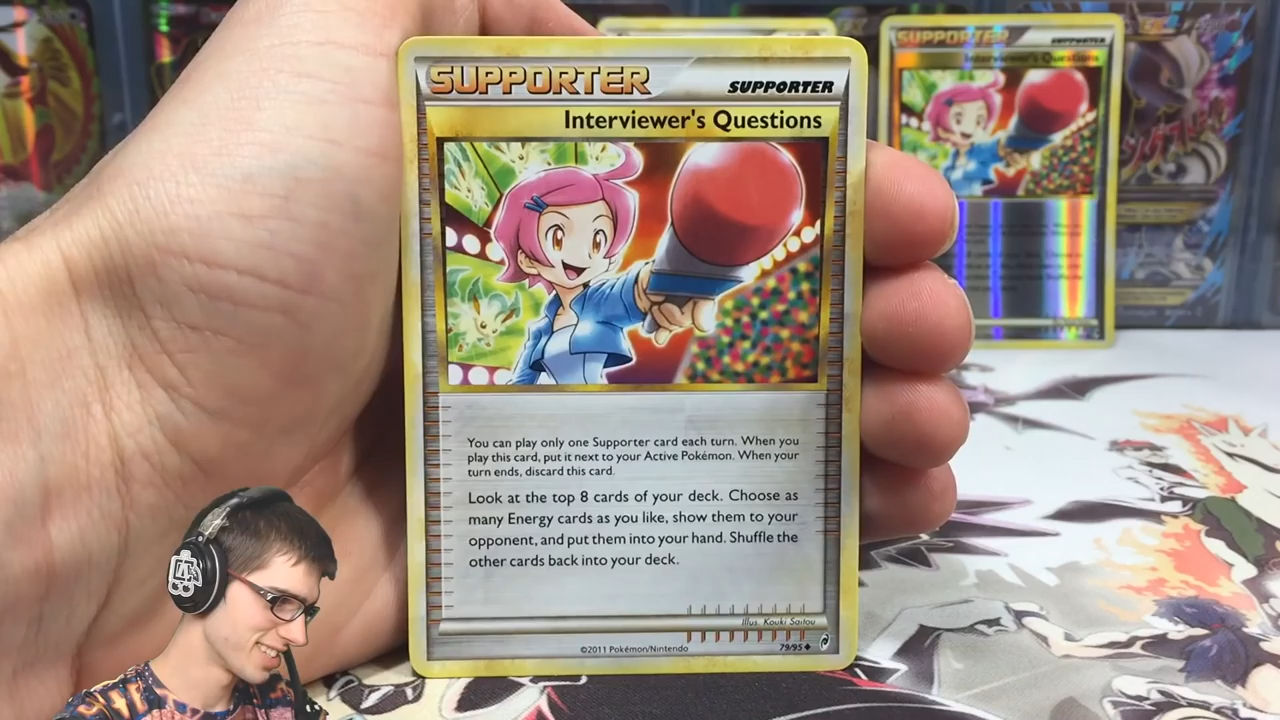 SUPPORTER
SUPPORTER
Interviewer's Questions
You can play only one Supporter card each turn. When you
play this card, put it next to your Active Pokémon. When your
turn ends, discard this card.
Look at the top 8 cards of your deck. Choose as
many Energy cards as you like, show them to your
opponent, and put them into your hand. Shuffle the
other cards back into your deck.
Illus. Kouki Saitou
©2011 Pokémon/Nintendo
79/95
SUPPORTER
SUPPORTER
Interviewer's Questions